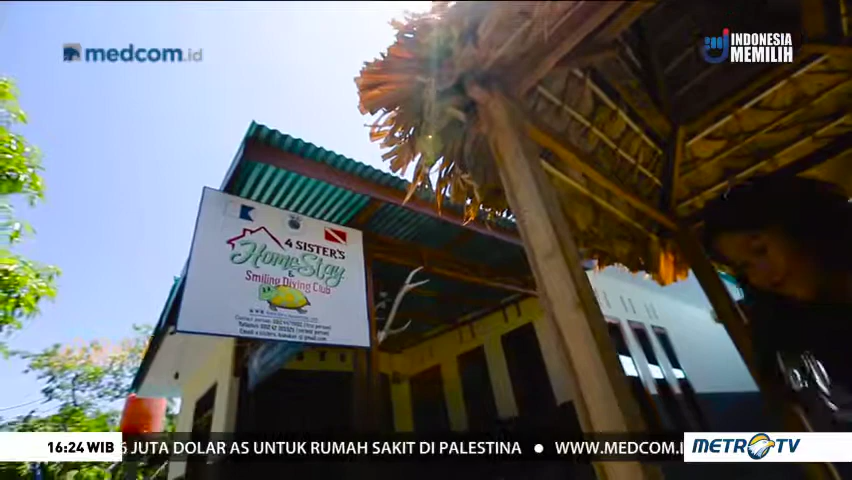 medcom.id
INDONESIA
MEMILIH
4 SISTER'S
HomeStay
&
Smiling Diving Club
16:24 WIB
JUTA DOLAR AS UNTUK RUMAH SAKIT DI PALESTINA ● WWW.MEDCOM.I
METRO TV